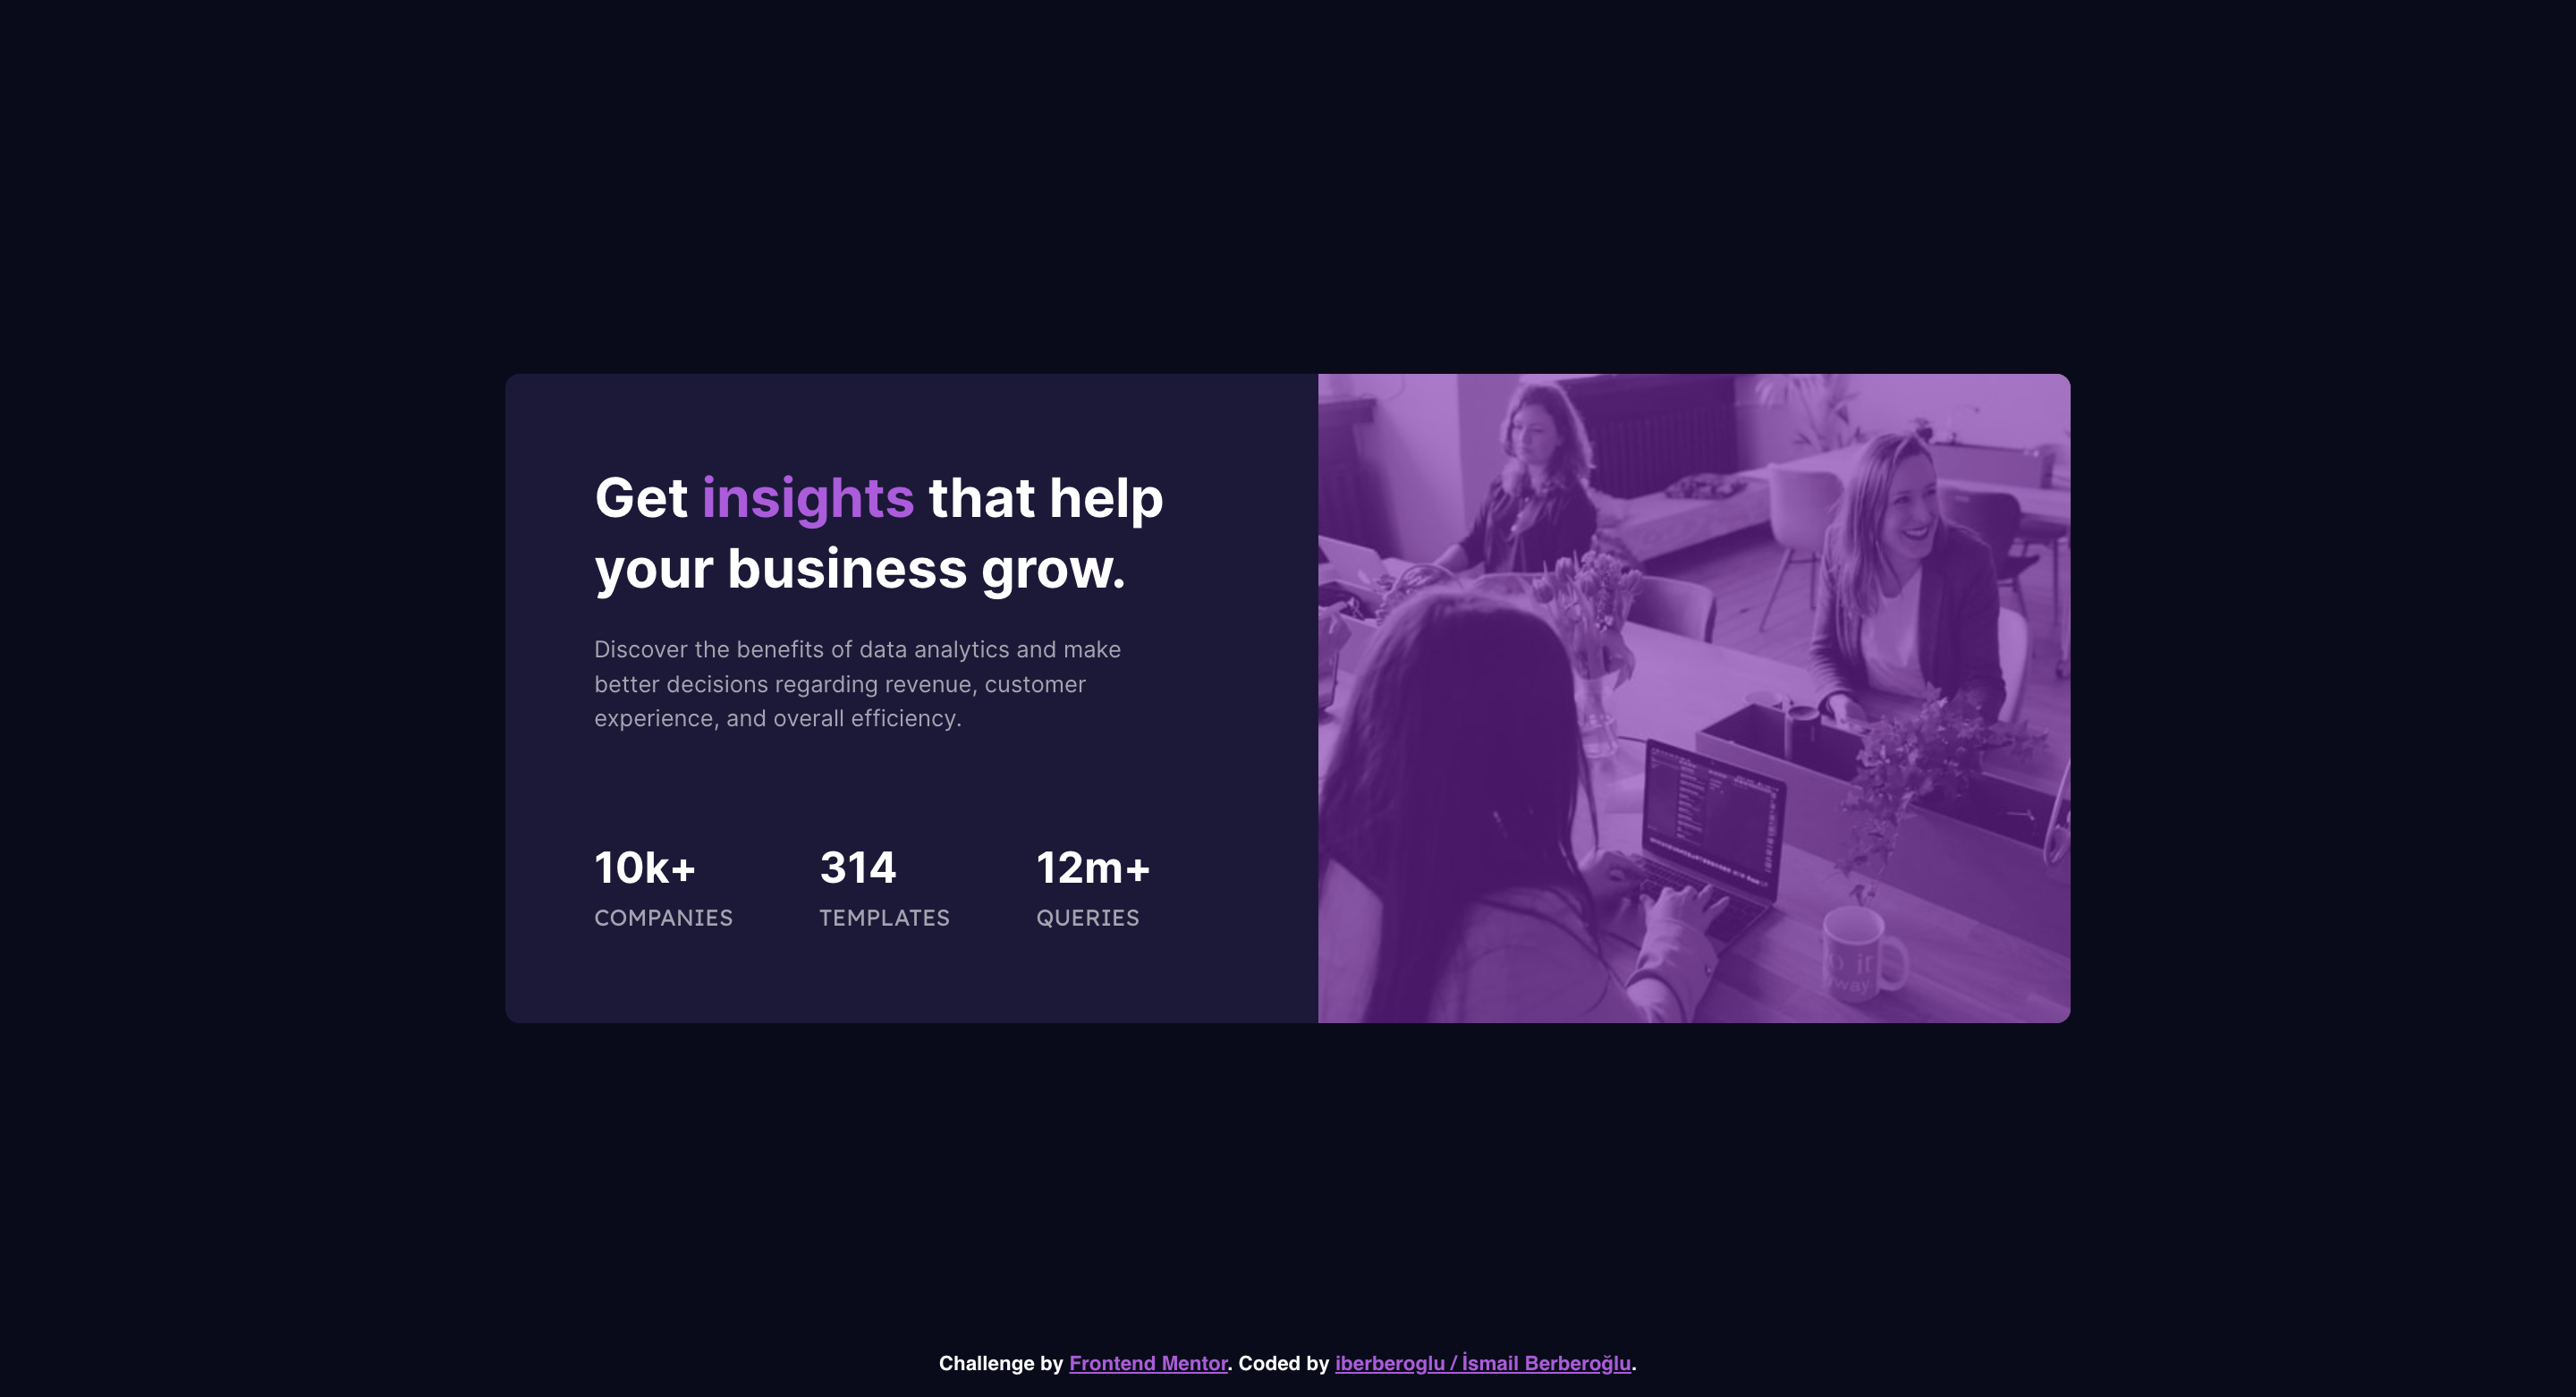 Get insights that help
your business grow.
Discover the benefits of data analytics and make
better decisions regarding revenue, customer
experience, and overall efficiency.
10k+ 314 12m+
COMPANIES TEMPLATES QUERIES
it
way
Challenge by Frontend Mentor. Coded by iberberoglu / İsmail Berberoğlu.